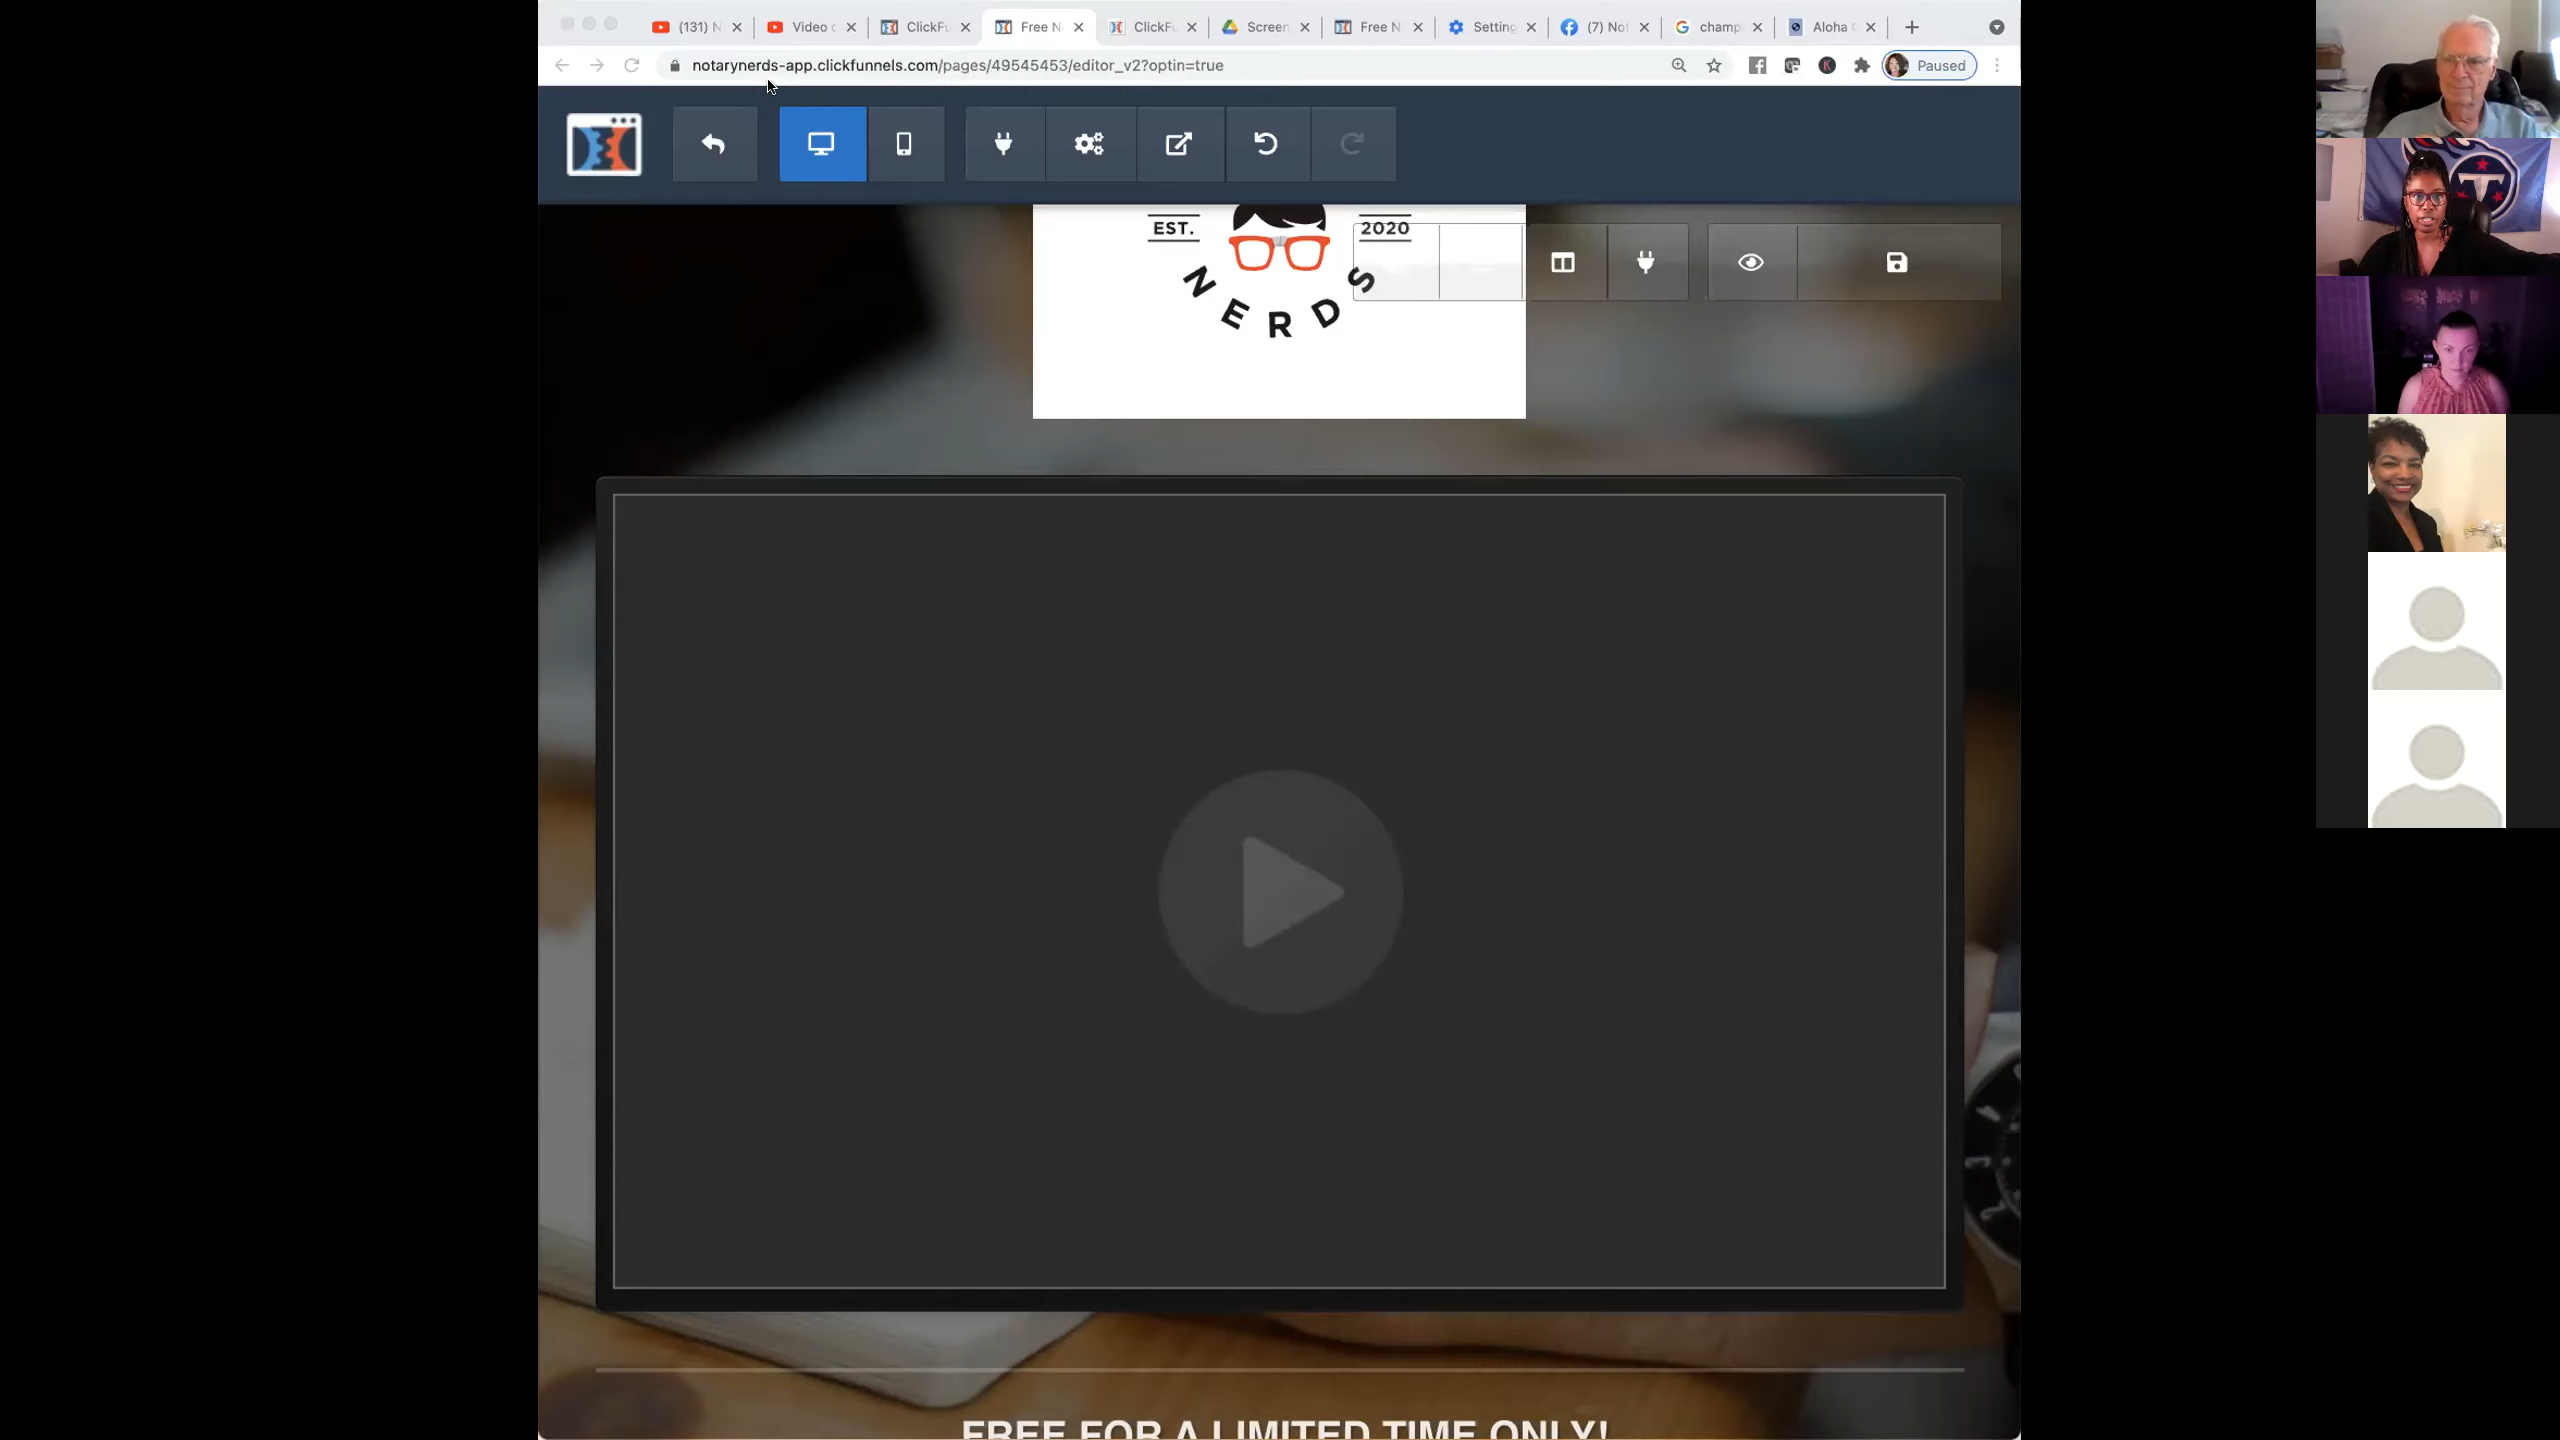 (131) N
Video c
ClickFu
Free N
ClickFu
Screen
Free N
Setting
(7) Not
champ
Aloha
notarynerds-app.clickfunnels.com/pages/49545453/editor_v2?optin=true
Paused
EST.
2020
NERDS
FREE FOR A LIMITED TIME ONLY!